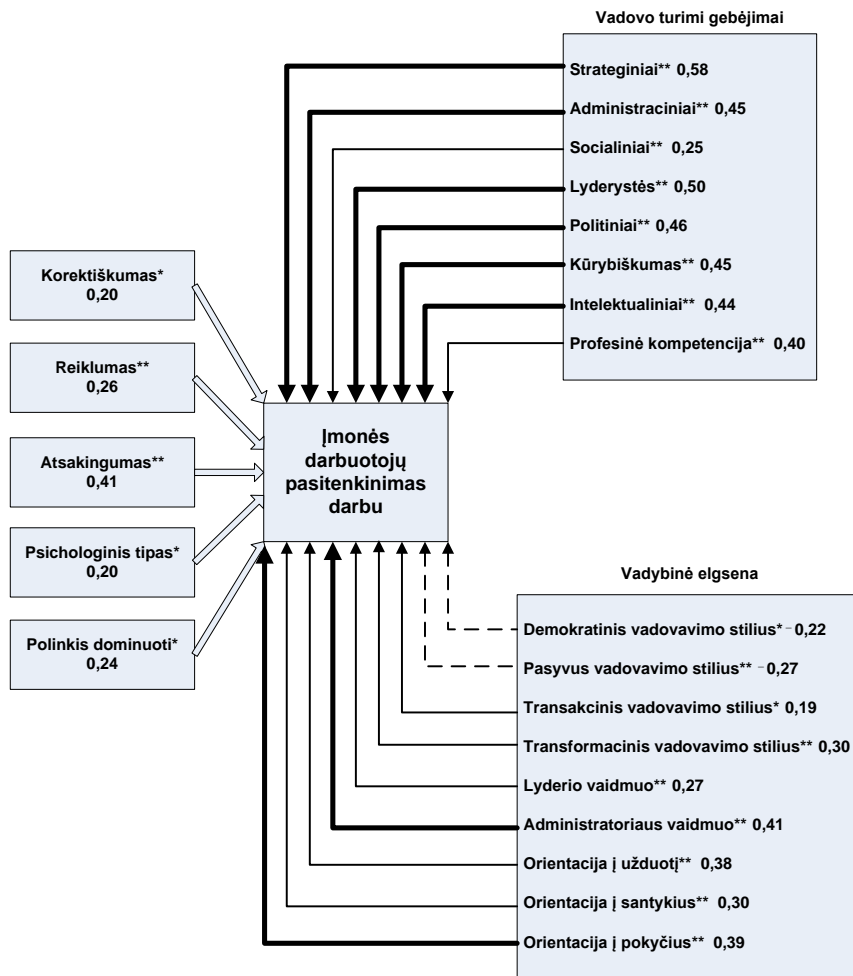 Vadovo turimi gebėjimai
Strateginiai** 0,58
Administraciniai** 0,45
Socialiniai** 0,25
Lyderystės** 0,50
Politiniai** 0,46
Kūrybiškumas** 0,45
Intelektualiniai** 0,44
Profesinė kompetencija** 0,40
Korektiškumas*
0,20
Reiklumas**
0,26
Atsakingumas**
0,41
Psichologinis tipas*
0,20
Polinkis dominuoti*
0,24
Įmonės
darbuotojų
pasitenkinimas
darbu
Vadybinė elgsena
Demokratinis vadovavimo stilius* −0,22
Pasyvus vadovavimo stilius** −0,27
Transakcinis vadovavimo stilius* 0,19
Transformacinis vadovavimo stilius** 0,30
Lyderio vaidmuo** 0,27
Administratoriaus vaidmuo** 0,41
Orientacija į užduotį** 0,38
Orientacija į santykius** 0,30
Orientacija į pokyčius** 0,39